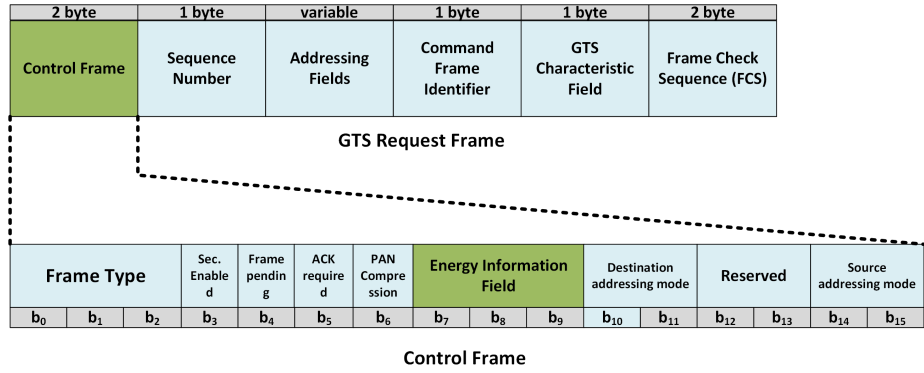 2 byte 1 byte variable 1 byte 1 byte 2 byte
Control Frame
Sequence
Number
Addressing
Fields
Command
Frame
Identifier
GTS
Characteristic
Field
Frame Check
Sequence (FCS)
GTS Request Frame
Frame Type
Sec.
Enable
d
Frame
pendin
g
ACK
require
d
PAN
Compre
ssion
Energy Information
Field
Destination
addressing mode
Reserved
Source
addressing mode
b₀ b₁ b₂ b₃ b₄ b₅ b₆ b₇ b₈ b₉ b₁₀ b₁₁ b₁₂ b₁₃ b₁₄ b₁₅
Control Frame